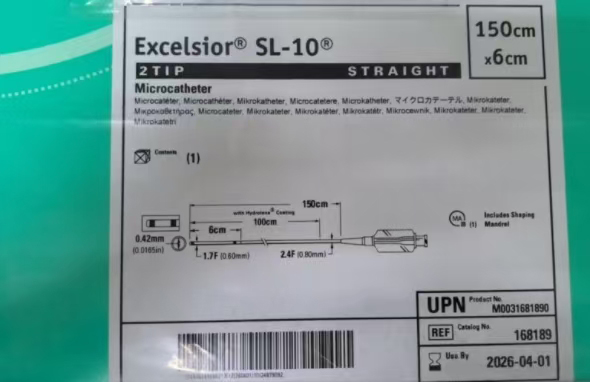 Excelsior® SL-10®
2TIP STRAIGHT
150cm
x6cm
Microcatheter
Microcatéter, Microcathéter, Mikrokatheter, Microcatetere, Microkatheter, マイクロカテーテル, Mikrokateter,
Μικροκαθετήρας, Microcateter, Mikrokateter, Mikrokatéter, Mikrokatétr, Mikrocewnik, Mikrokateter, Mikrokateter,
Mikrokatetri
Contents (1)
150cm
with Hydrolene® Coating
100cm
6cm
0.42mm
(0.0165in)
1.7F (0.60mm)
2.4F (0.80mm)
MA (1) Includes Shaping
Mandrel
UPN Product No.
M0031681890
REF Catalog No.
168189
Use By
2026-04-01